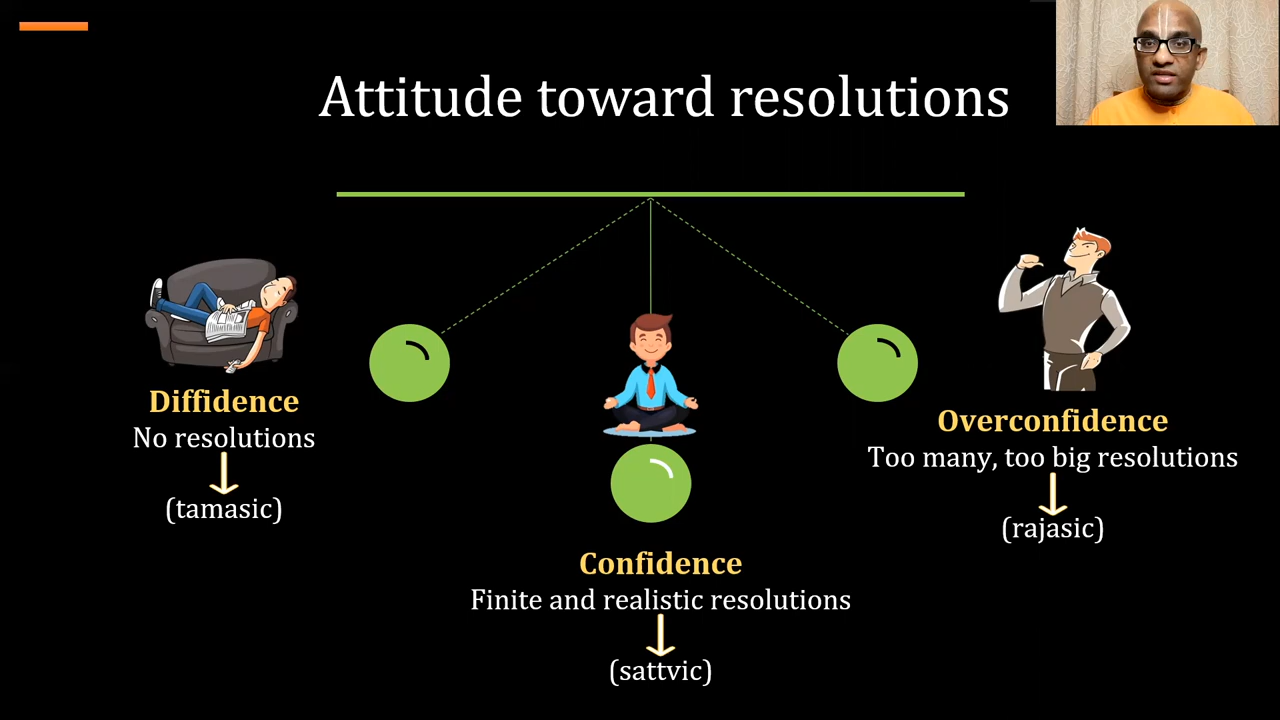 Attitude toward resolutions
Diffidence
No resolutions
(tamasic)
Overconfidence
Too many, too big resolutions
(rajasic)
Confidence
Finite and realistic resolutions
(sattvic)